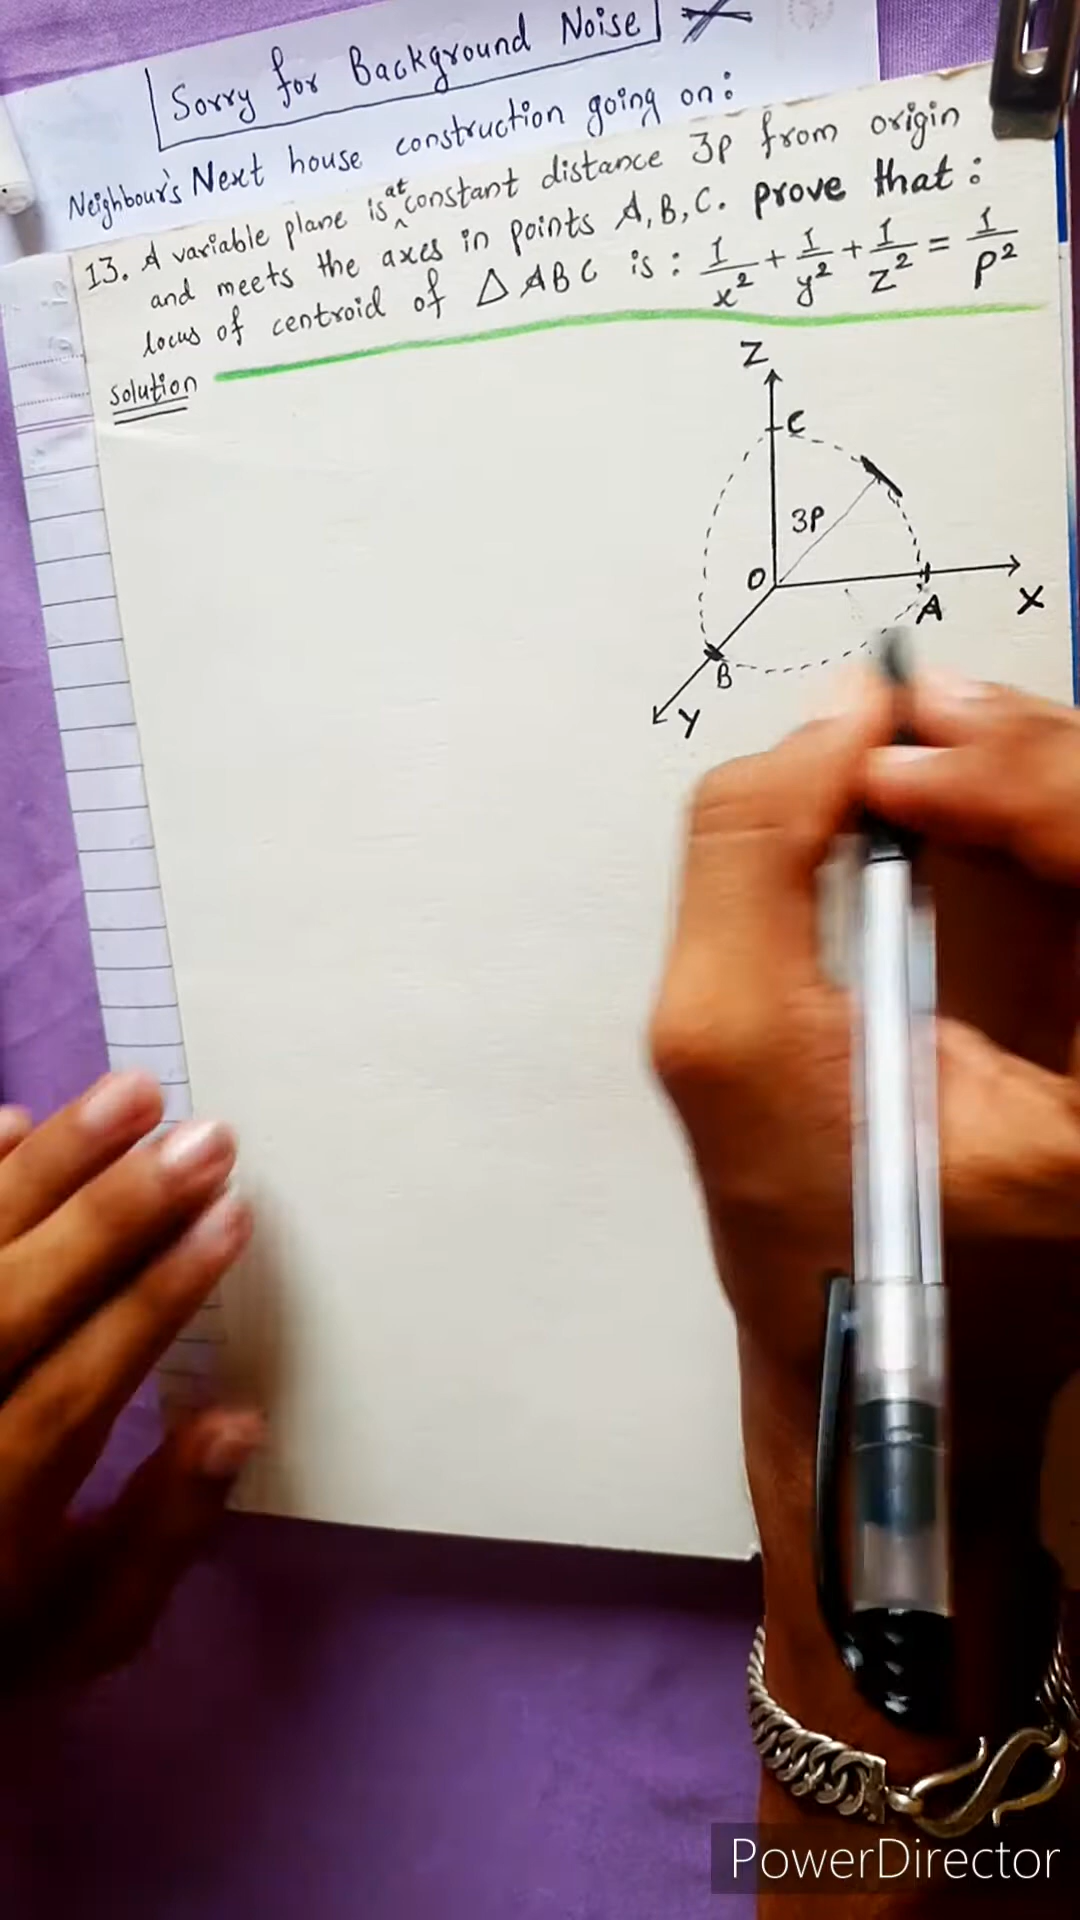 Sorry for Background Noise
Neighbour's Next house construction going on:
13. A variable plane is at constant distance 3p from origin
and meets the axes in points A, B, C. prove that:
locus of centroid of △ ABC is: 1/x² + 1/y² + 1/z² = 1/p²
Solution
Z
C
3P
O
A
X
B
Y
PowerDirector